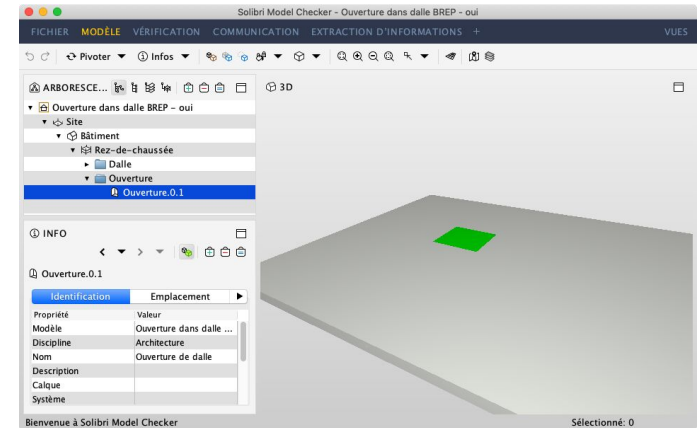 Solibri Model Checker - Ouverture dans dalle BREP - oui
FICHIER MODÈLE VÉRIFICATION COMMUNICATION EXTRACTION D'INFORMATIONS + VUES
Pivoter Infos
ARBORESCE...
3D
Ouverture dans dalle BREP - oui
Site
Bâtiment
Rez-de-chaussée
Dalle
Ouverture
Ouverture.0.1
INFO
Ouverture.0.1
Identification Emplacement
Propriété Valeur
Modèle Ouverture dans dalle ...
Discipline Architecture
Nom Ouverture de dalle
Description
Calque
Système
Bienvenue à Solibri Model Checker Sélectionné: 0